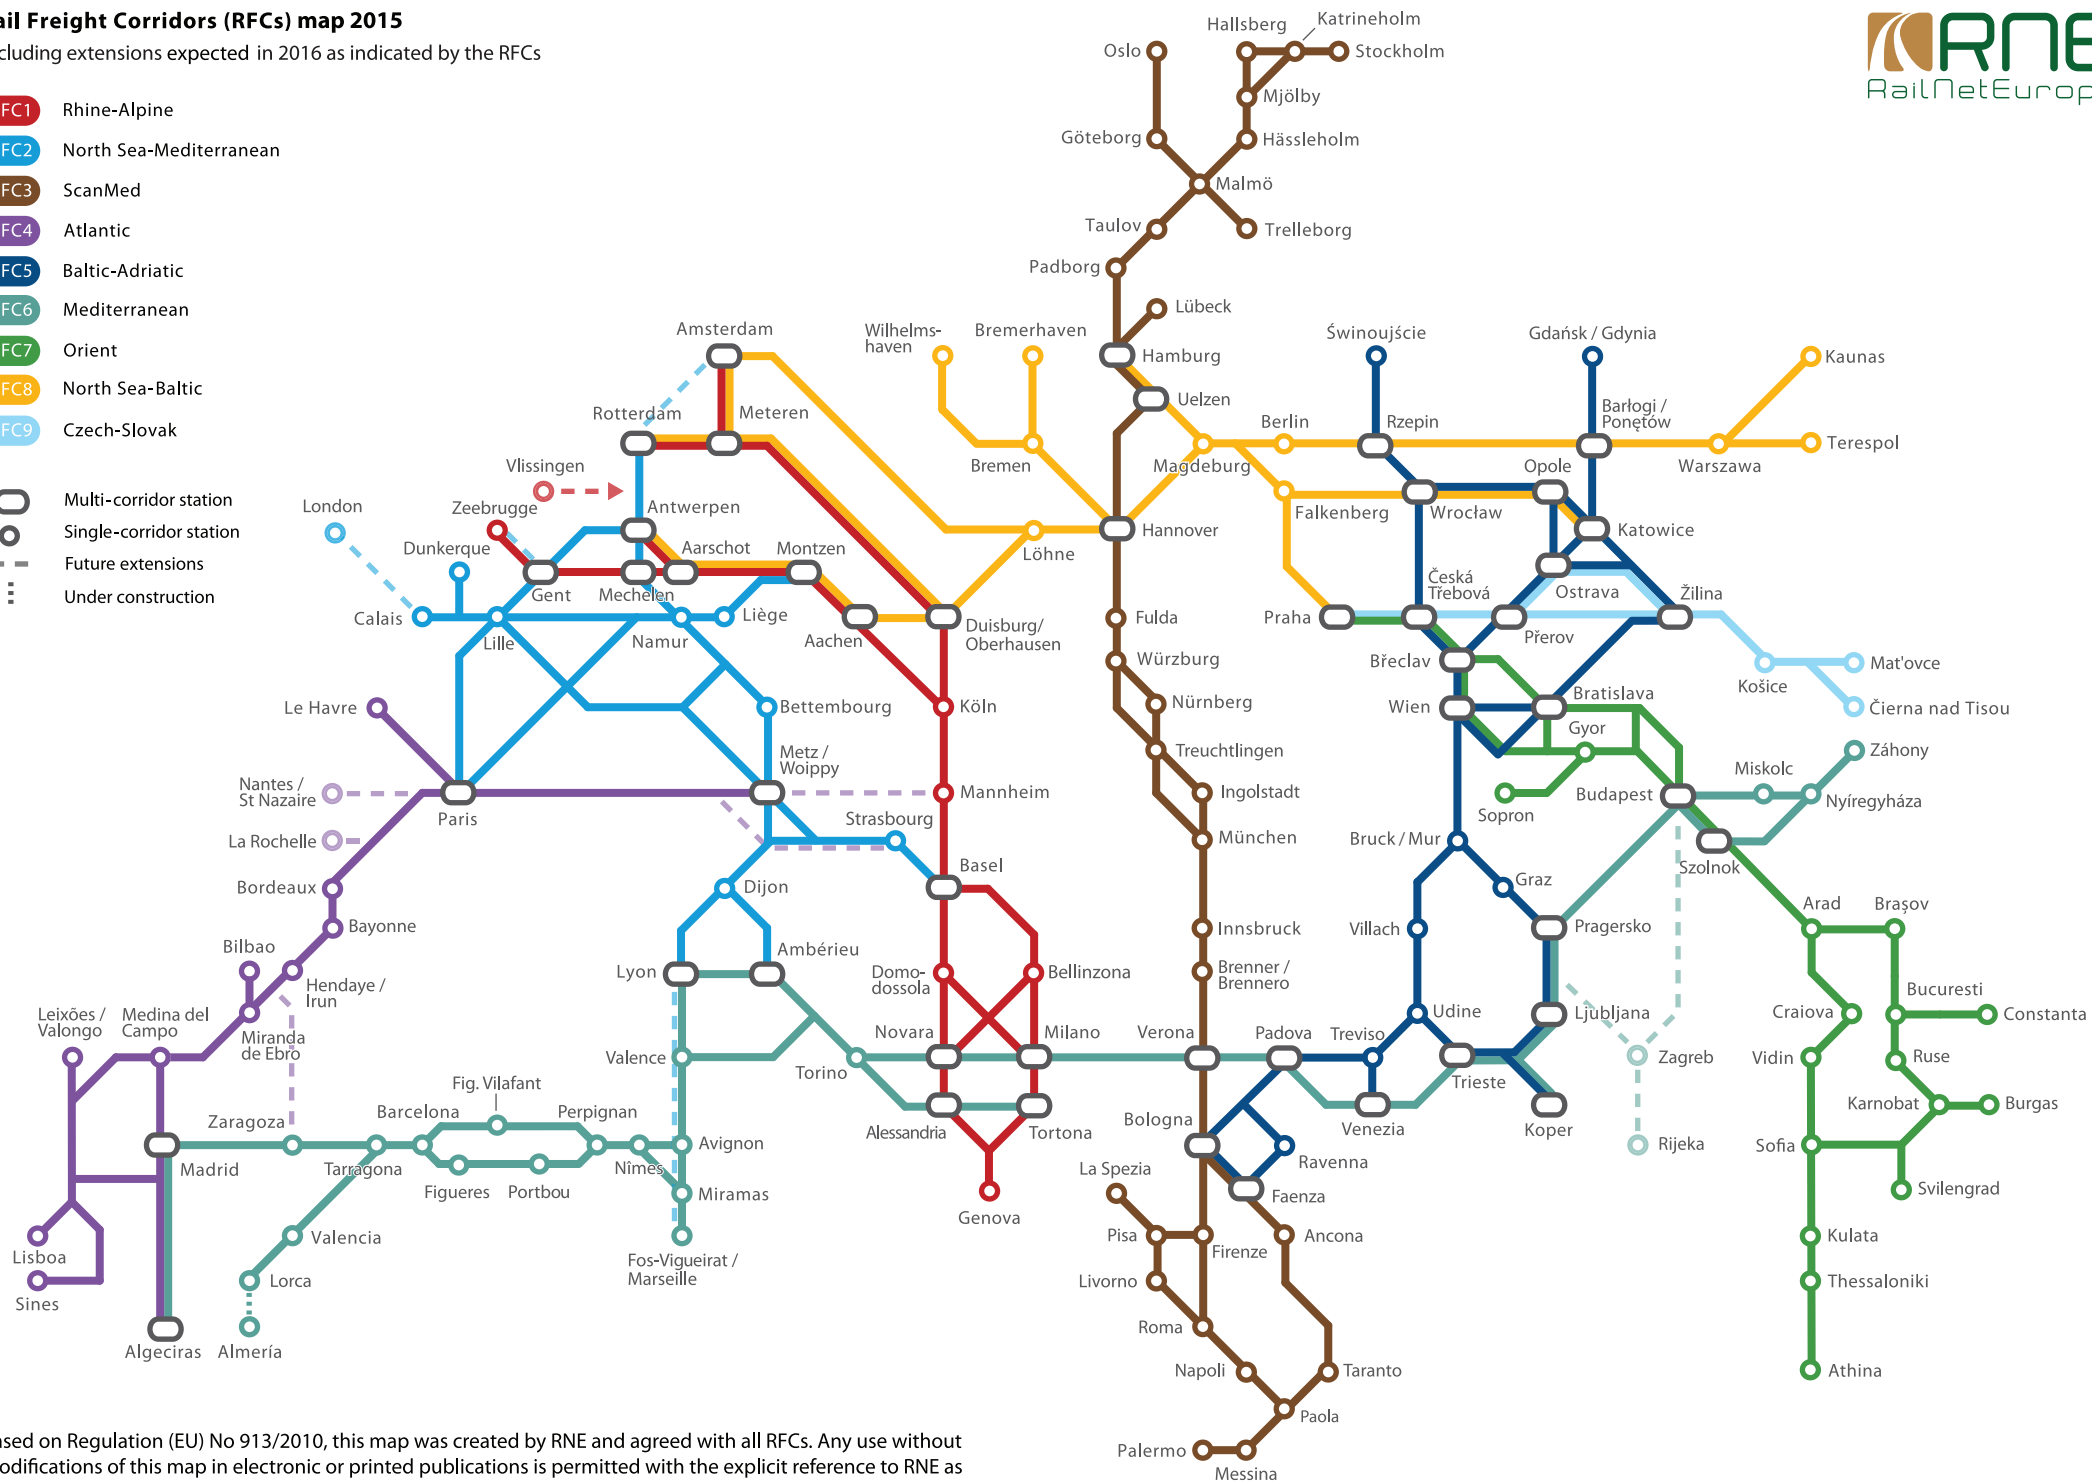 ail Freight Corridors (RFCs) map 2015
cluding extensions expected in 2016 as indicated by the RFCs
RNE
RailNetEurop
FC1 Rhine-Alpine
FC2 North Sea-Mediterranean
FC3 ScanMed
FC4 Atlantic
FC5 Baltic-Adriatic
FC6 Mediterranean
FC7 Orient
FC8 North Sea-Baltic
FC9 Czech-Slovak
Multi-corridor station
Single-corridor station
Future extensions
Under construction
Oslo
Hallsberg
Katrineholm
Stockholm
Mjölby
Göteborg
Hässleholm
Malmö
Taulov
Trelleborg
Padborg
Lübeck
Amsterdam
Wilhelms-
haven
Bremerhaven
Hamburg
Świnoujście
Gdańsk / Gdynia
Kaunas
Uelzen
Rotterdam
Meteren
Berlin
Rzepin
Barłogi /
Ponętów
Terespol
Bremen
Magdeburg
Opole
Warszawa
Vlissingen
London
Zeebrugge
Antwerpen
Falkenberg
Wrocław
Katowice
Hannover
Dunkerque
Aarschot
Montzen
Löhne
Česká
Třebová
Ostrava
Žilina
Gent
Mechelen
Calais
Liège
Praha
Lille
Namur
Aachen
Duisburg/
Oberhausen
Fulda
Přerov
Würzburg
Břeclav
Mat'ovce
Košice
Le Havre
Bettembourg
Köln
Nürnberg
Wien
Bratislava
Čierna nad Tisou
Gyor
Metz /
Woippy
Treuchtlingen
Záhony
Nantes /
St Nazaire
Miskolc
Paris
Mannheim
Ingolstadt
Sopron
Budapest
Nyíregyháza
Strasbourg
La Rochelle
München
Bruck / Mur
Szolnok
Basel
Bordeaux
Dijon
Graz
Arad
Brașov
Bayonne
Innsbruck
Villach
Pragersko
Bilbao
Ambérieu
Lyon
Domo-
dossola
Bellinzona
Brenner /
Brennero
Hendaye /
Irun
Bucuresti
Leixões /
Valongo
Medina del
Campo
Miranda
de Ebro
Novara
Milano
Verona
Padova
Treviso
Udine
Ljubljana
Craiova
Constanta
Valence
Torino
Trieste
Zagreb
Vidin
Ruse
Fig. Vilafant
Zaragoza
Barcelona
Perpignan
Alessandria
Tortona
Bologna
Venezia
Koper
Karnobat
Burgas
Madrid
Tarragona
Nîmes
Avignon
Rijeka
Sofia
Figueres
Portbou
Miramas
La Spezia
Ravenna
Faenza
Svilengrad
Genova
Lisboa
Valencia
Pisa
Firenze
Ancona
Kulata
Fos-Vigueirat /
Marseille
Sines
Lorca
Livorno
Thessaloniki
Roma
Algeciras
Almería
Napoli
Taranto
Athina
Paola
Palermo
Messina
ased on Regulation (EU) No 913/2010, this map was created by RNE and agreed with all RFCs. Any use without
odifications of this map in electronic or printed publications is permitted with the explicit reference to RNE as